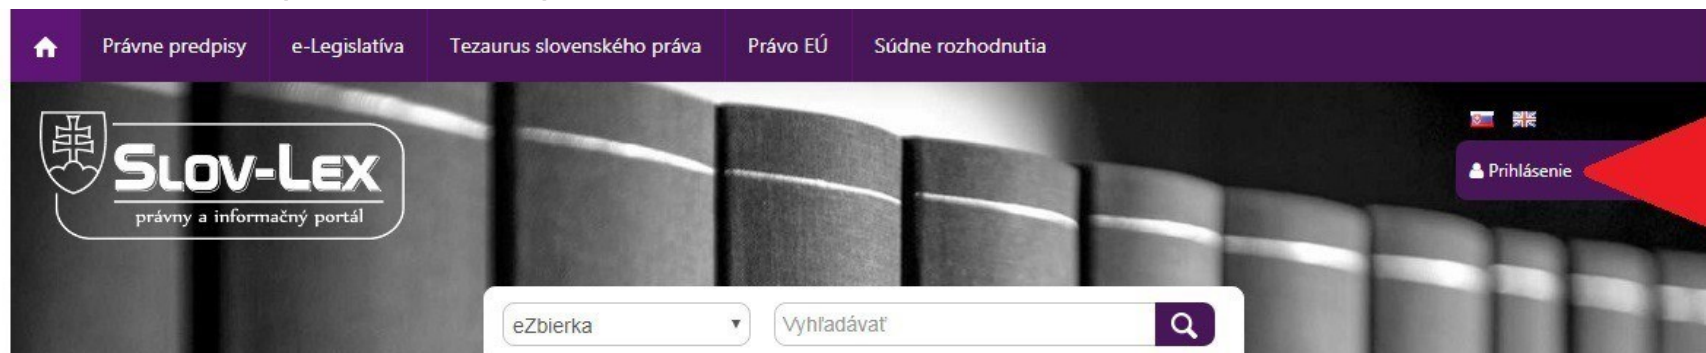 Právne predpisy e-Legislatíva Tezaurus slovenského práva Právo EÚ Súdne rozhodnutia
SLOV-LEX
právny a informačný portál
Prihlásenie
eZbierka Vyhľadávať